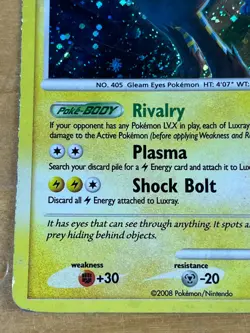 NO. 405 Gleam Eyes Pokémon HT: 4'07" WT:
Poké-BODY Rivalry
If your opponent has any Pokémon LV.X in play, each of Luxray
damage to the Active Pokémon (before applying Weakness and R
Plasma
Search your discard pile for a Energy card and attach it to Lux
Shock Bolt
Discard all Energy attached to Luxray.
It has eyes that can see through anything. It spots a
prey hiding behind objects.
weakness resistance
+30 -20
©2008 Pokémon/Nintendo